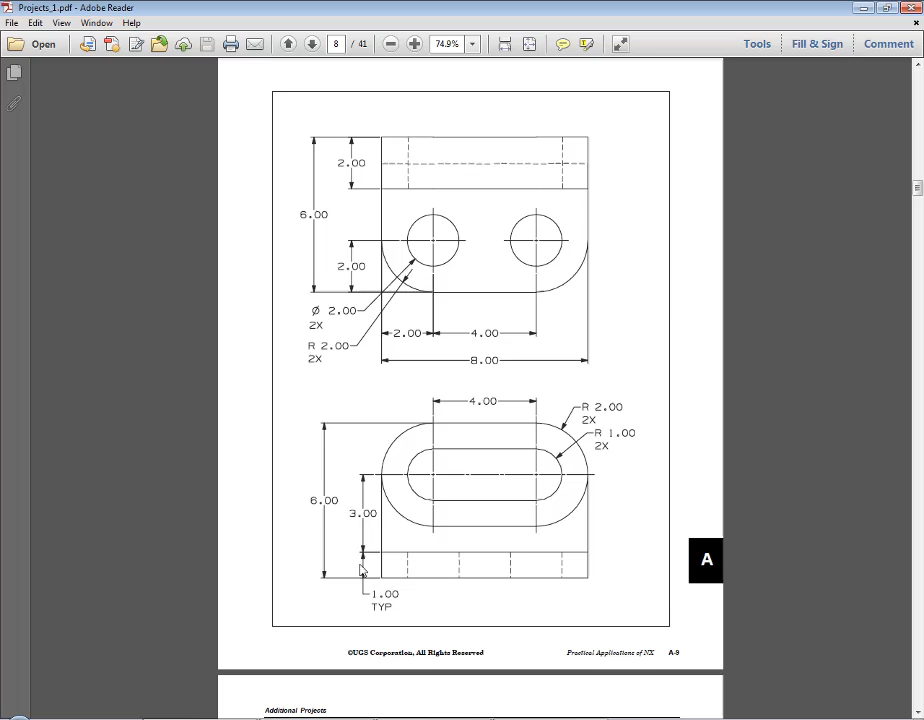 Projects_1.pdf - Adobe Reader
File Edit View Window Help
Open 8 / 41 74.9% Tools Fill & Sign Comment
2.00
6.00
2.00
Ø 2.00
2X
R 2.00
2X
2.00 4.00
8.00
4.00
R 2.00
2X
R 1.00
2X
6.00
3.00
1.00
TYP
A
©UGS Corporation, All Rights Reserved Practical Applications of NX A-9
Additional Projects